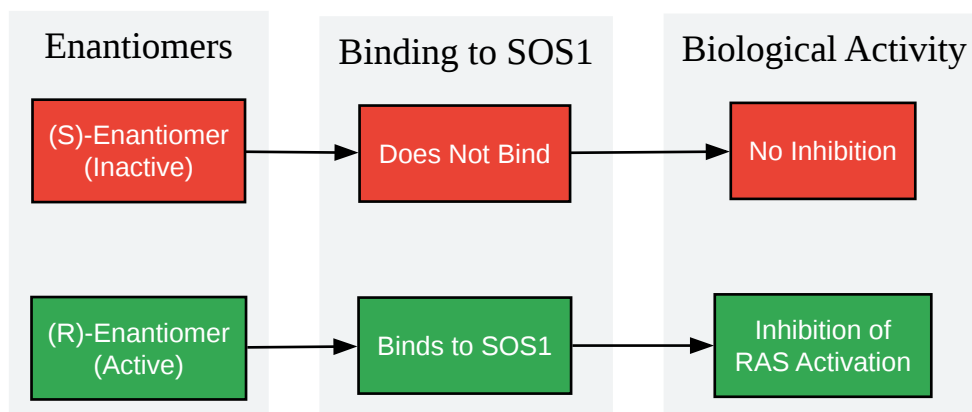 Enantiomers
Binding to SOS1
Biological Activity
(S)-Enantiomer
(Inactive)
Does Not Bind
No Inhibition
(R)-Enantiomer
(Active)
Binds to SOS1
Inhibition of
RAS Activation